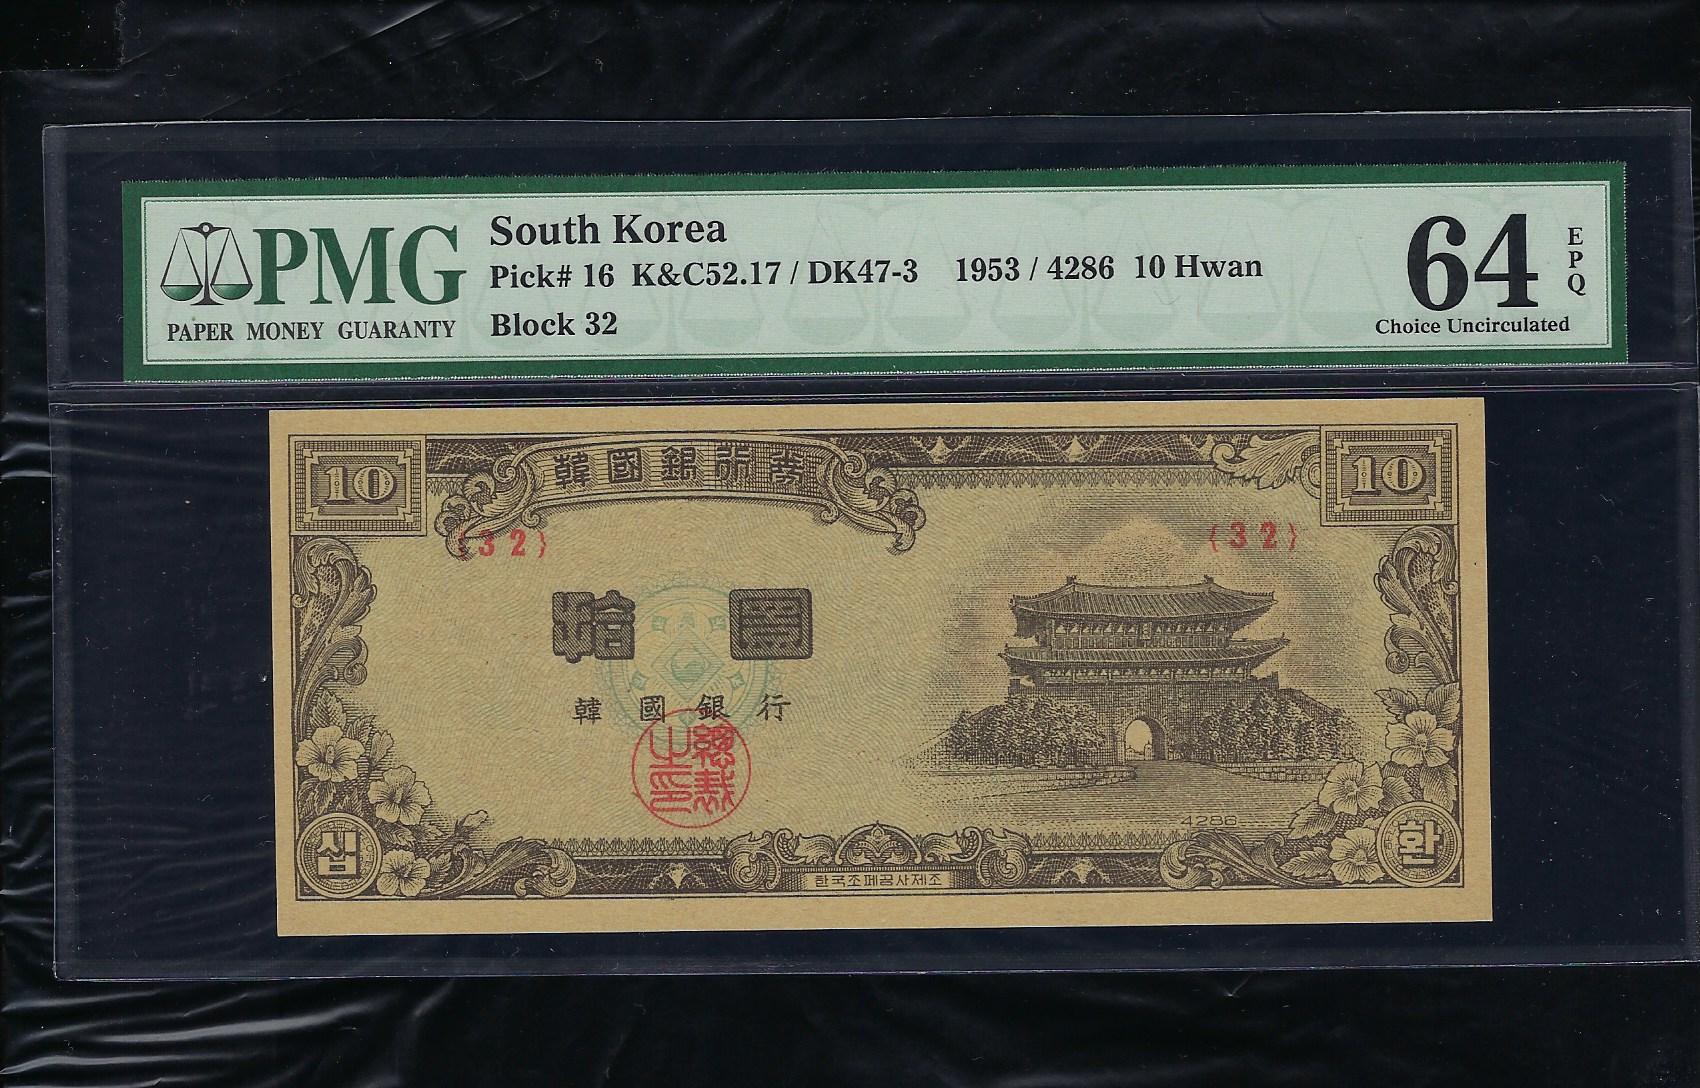 PMG
PAPER MONEY GUARANTY
South Korea
Pick# 16 K&C52.17 / DK47-3 1953 / 4286 10 Hwan
Block 32
64
EPQ
Choice Uncirculated
10
韓國銀行券
10
{32}
{32}
拾圜
韓國銀行
總裁之印
4286
십
한국조폐공사제조
환